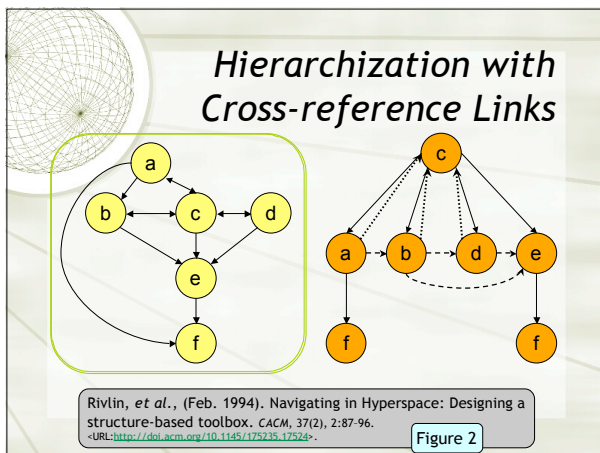 Hierarchization with
Cross-reference Links
a
b c d
e
f
c
a b d e
f f
Rivlin, et al., (Feb. 1994). Navigating in Hyperspace: Designing a
structure-based toolbox. CACM, 37(2), 2:87-96.
<URL:http://doi.acm.org/10.1145/175235.17524>.
Figure 2